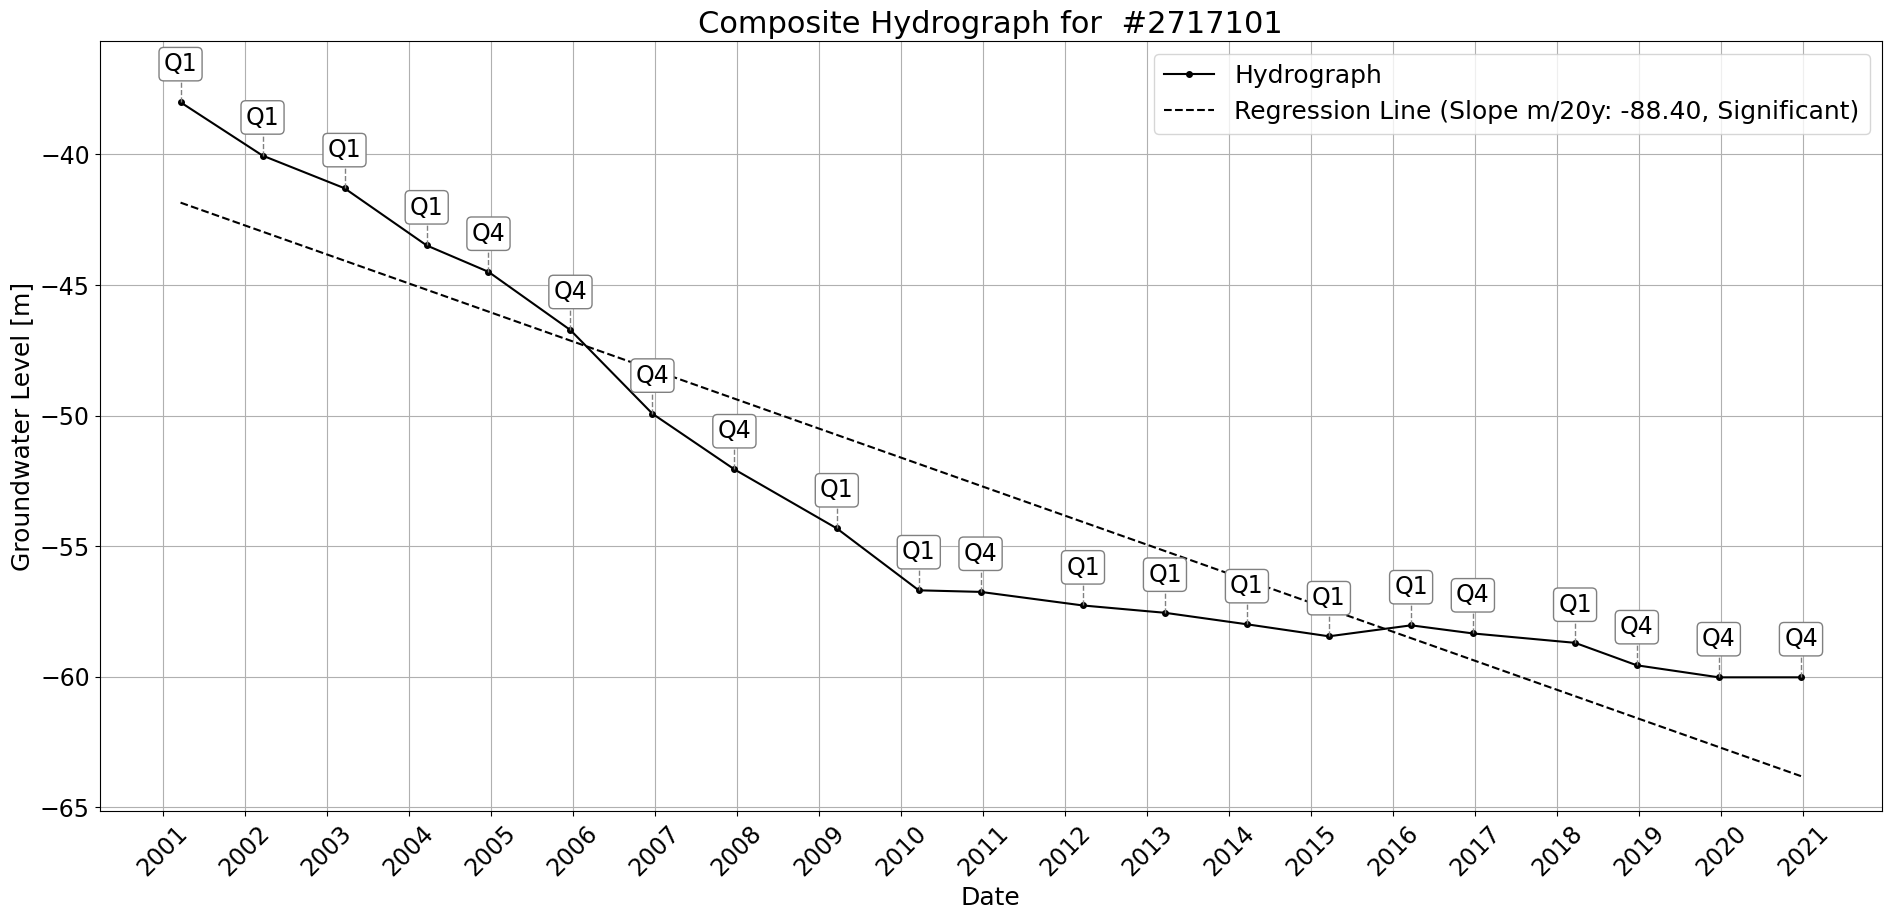 Composite Hydrograph for  #2717101
Hydrograph
Regression Line (Slope m/20y: -88.40, Significant)
Groundwater Level [m]
−40
−45
−50
−55
−60
−65
Q1
Q1
Q1
Q1
Q4
Q4
Q4
Q4
Q1
Q1
Q4
Q1
Q1
Q1
Q1
Q1
Q4
Q1
Q4
Q4
Q4
2001
2002
2003
2004
2005
2006
2007
2008
2009
2010
2011
2012
2013
2014
2015
2016
2017
2018
2019
2020
2021
Date